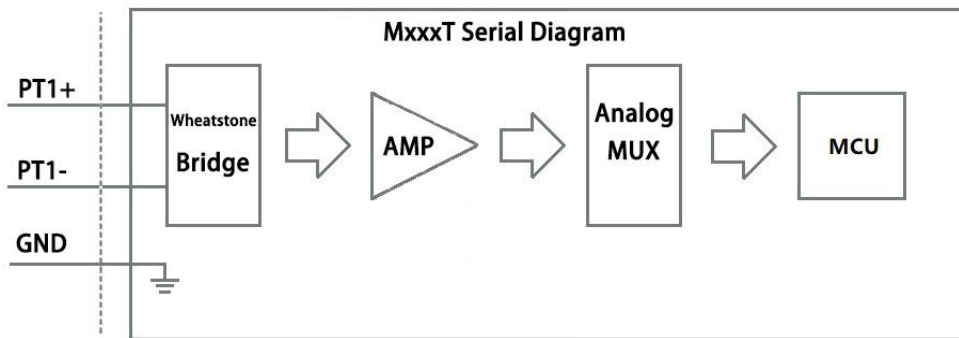 MxxxT Serial Diagram
PT1+
Wheatstone
Bridge
AMP
Analog
MUX
MCU
PT1-
GND